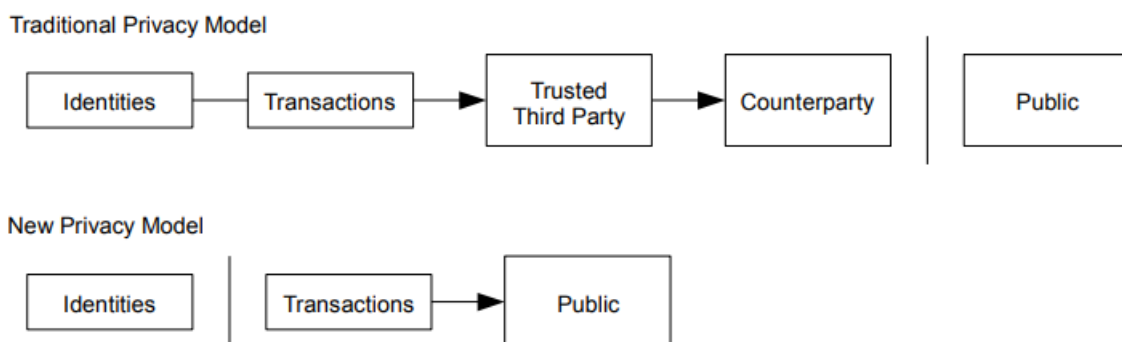 Traditional Privacy Model
Identities
Transactions
Trusted
Third Party
Counterparty
Public
New Privacy Model
Identities
Transactions
Public